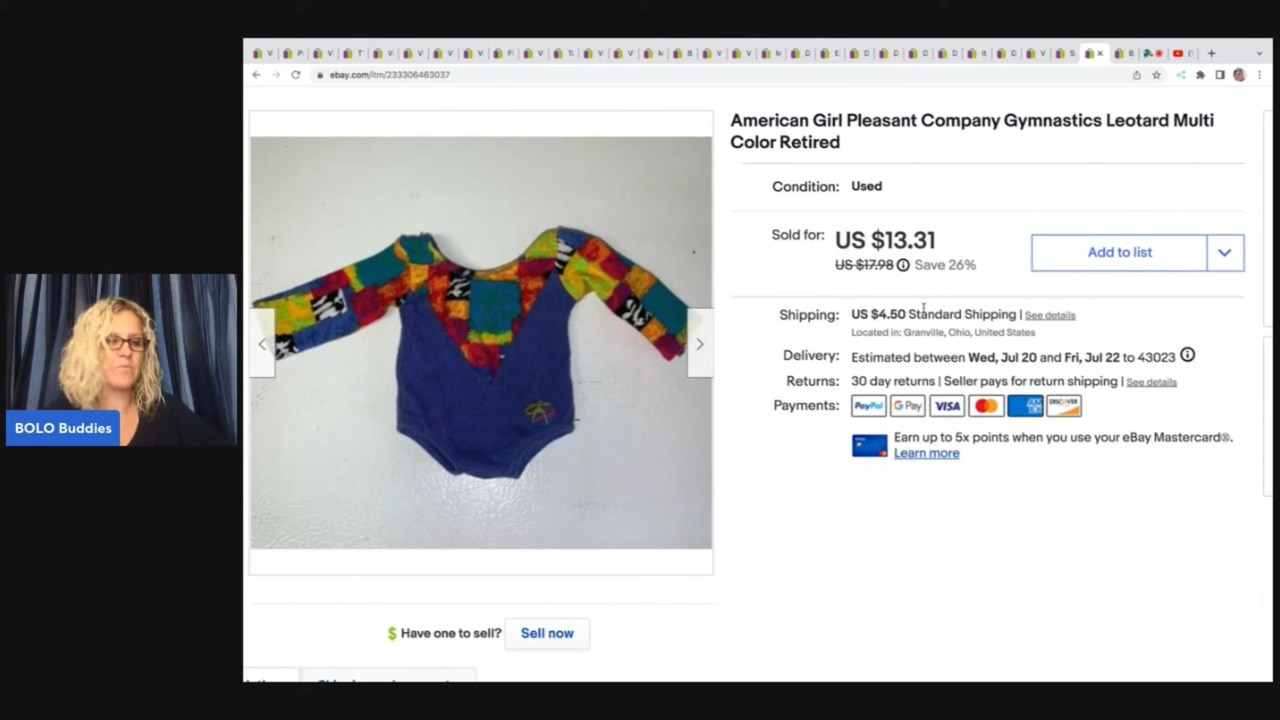 ebay.com/itm/233306463037
American Girl Pleasant Company Gymnastics Leotard Multi
Color Retired
Condition: Used
Sold for: US $13.31
US $17.98 Save 26%
Add to list
Shipping: US $4.50 Standard Shipping | See details
Located in: Granville, Ohio, United States
Delivery: Estimated between Wed, Jul 20 and Fri, Jul 22 to 43023
Returns: 30 day returns | Seller pays for return shipping | See details
Payments: PayPal G Pay VISA DISCOVER
Earn up to 5x points when you use your eBay Mastercard®.
Learn more
BOLO Buddies
$ Have one to sell? Sell now